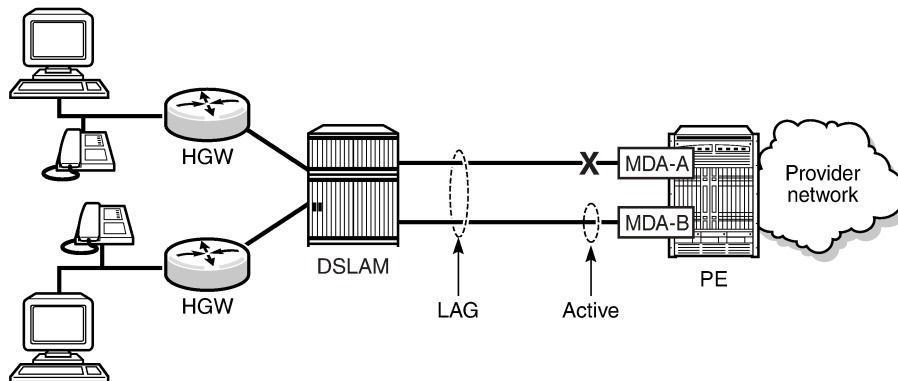 HGW
MDA-A
Provider
network
MDA-B
DSLAM
PE
HGW
LAG
Active